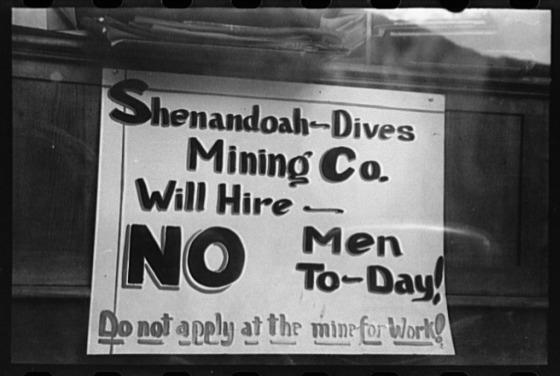 Shenandoah-Dives
Mining Co.
Will Hire —
NO Men
To-Day!
Do not apply at the mine for Work!